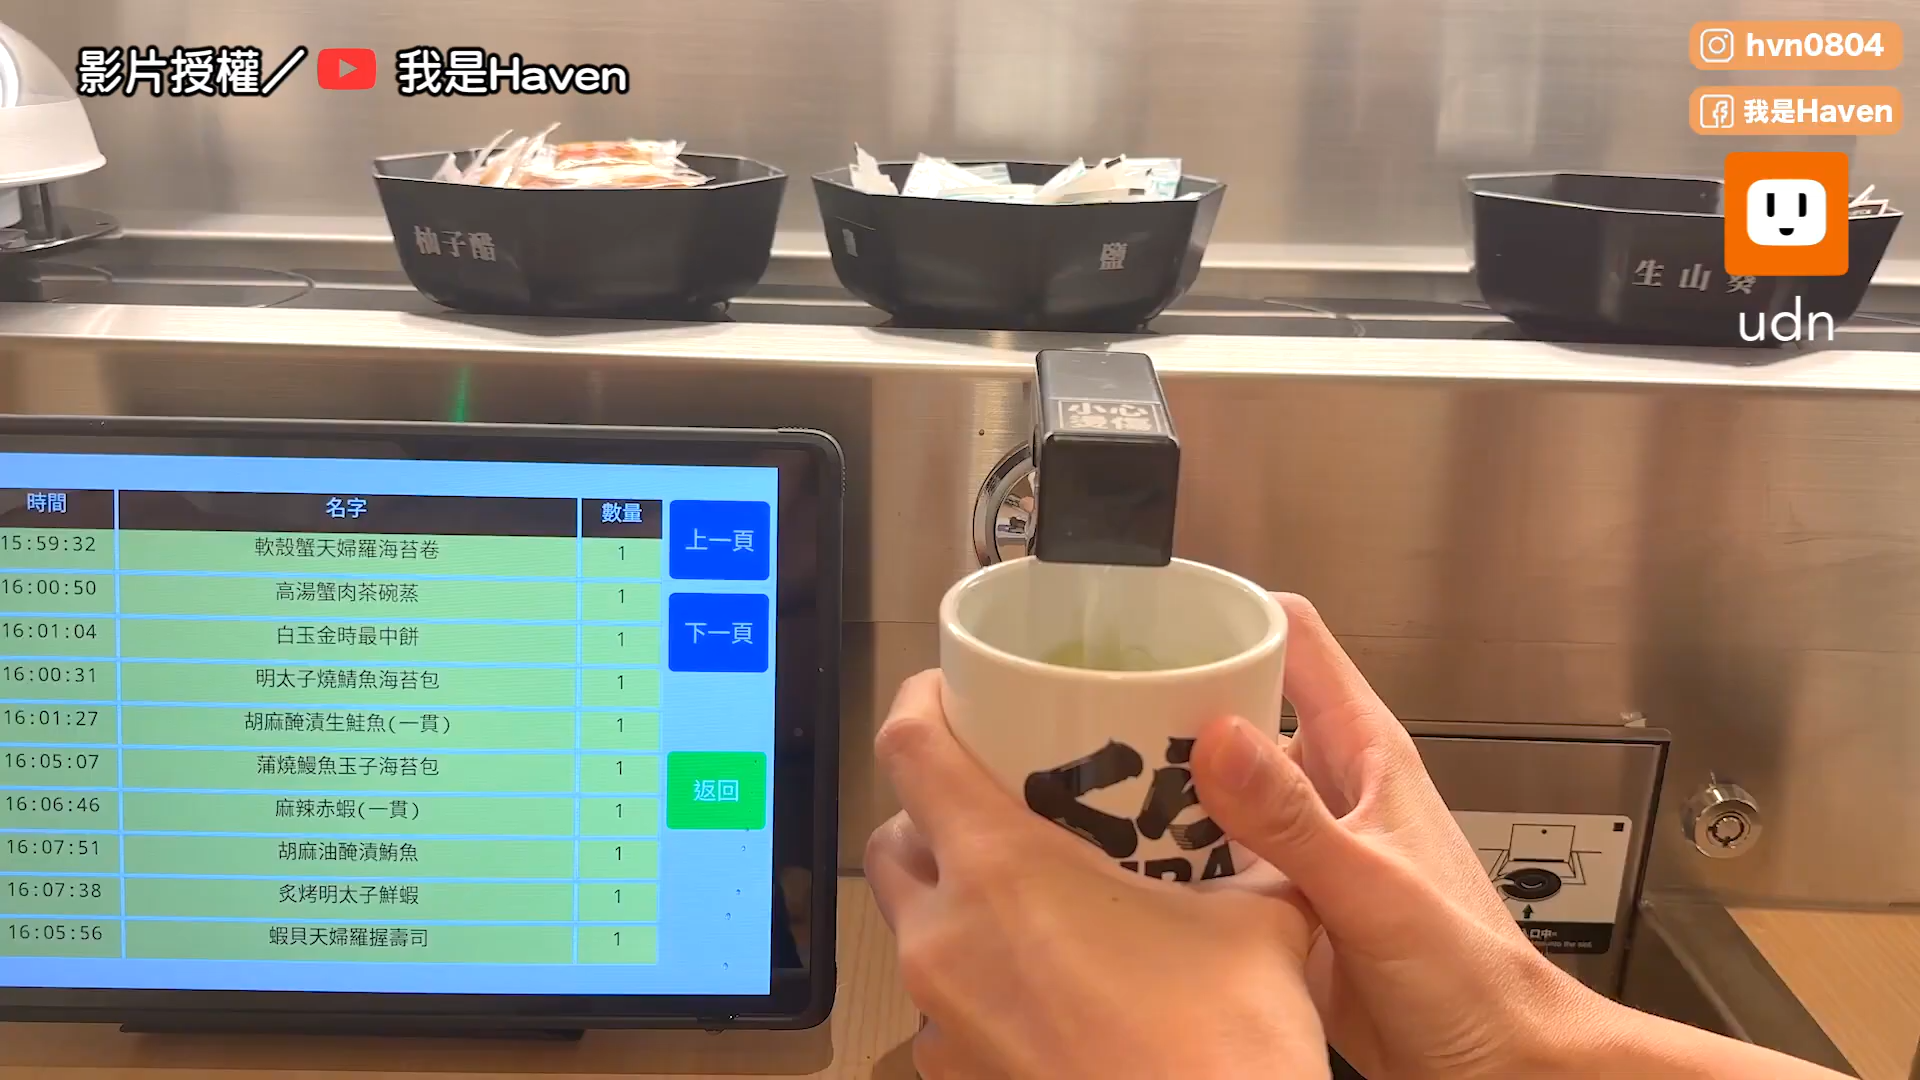 影片授權／ 我是Haven
hvn0804
我是Haven
udn
柚子醋
鹽
生山葵
小心
燙傷
時間 名字 數量
15:59:32 軟殼蟹天婦羅海苔卷 1
16:00:50 高湯蟹肉茶碗蒸 1
16:01:04 白玉金時最中餅 1
16:00:31 明太子燒鯖魚海苔包 1
16:01:27 胡麻醃漬生鮭魚(一貫) 1
16:05:07 蒲燒鰻魚玉子海苔包 1
16:06:46 麻辣赤蝦(一貫) 1
16:07:51 胡麻油醃漬鮪魚 1
16:07:38 炙烤明太子鮮蝦 1
16:05:56 蝦貝天婦羅握壽司 1
上一頁
下一頁
返回
くら